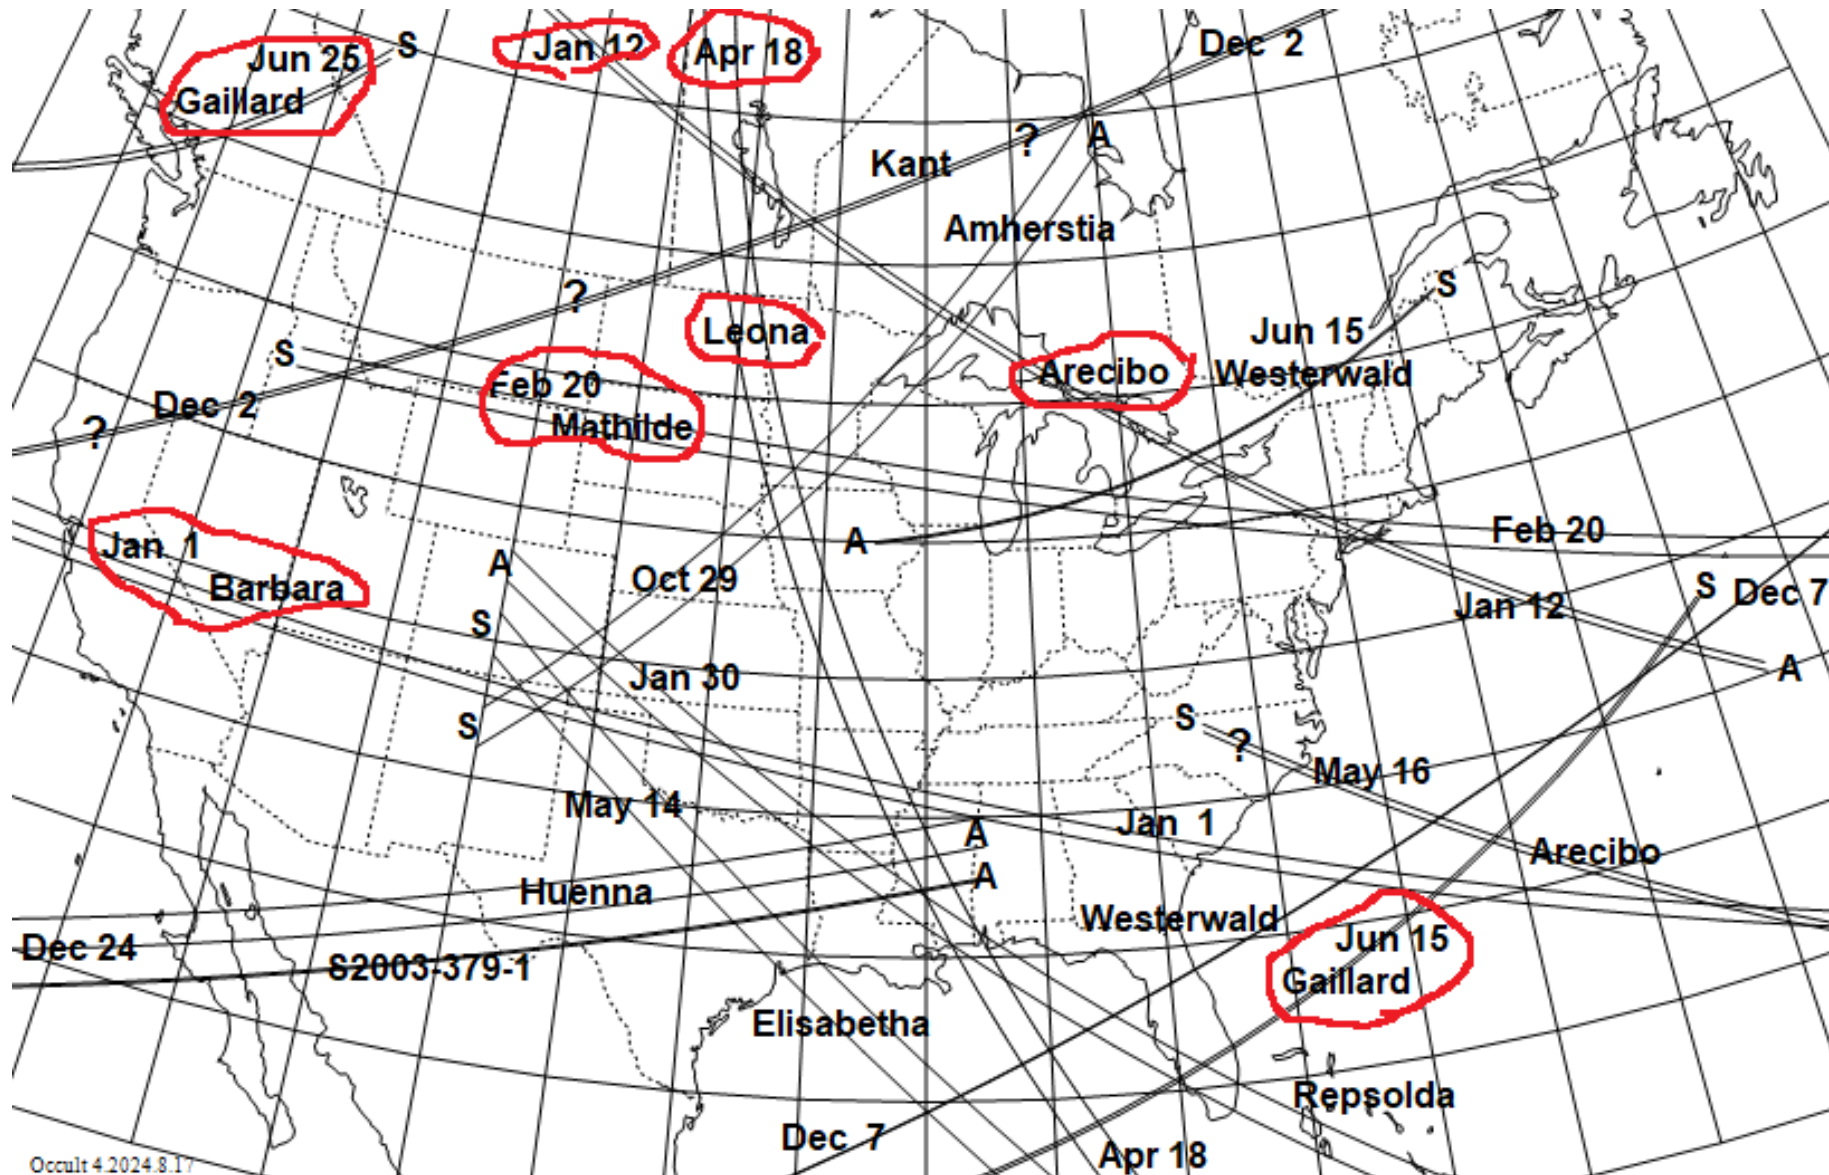 Jun 25
S
Jan 12
Apr 18
Dec 2
Gaillard
?
A
Kant
Amherstia
?
S
Leona
Jun 15
S
Feb 20
Arecibo
Westerwald
Dec 2
?
Mathilde
Jan 1
A
Feb 20
Barbara
A
Oct 29
S
Dec 7
S
Jan 12
Jan 30
A
S
S
?
May 14
May 16
Jan 1
A
Arecibo
Huenna
A
Westerwald
Dec 24
S2003-379-1
Jun 15
Gaillard
Elisabetha
Repsolda
Dec 7
Apr 18
Occult 4.2024.8.17